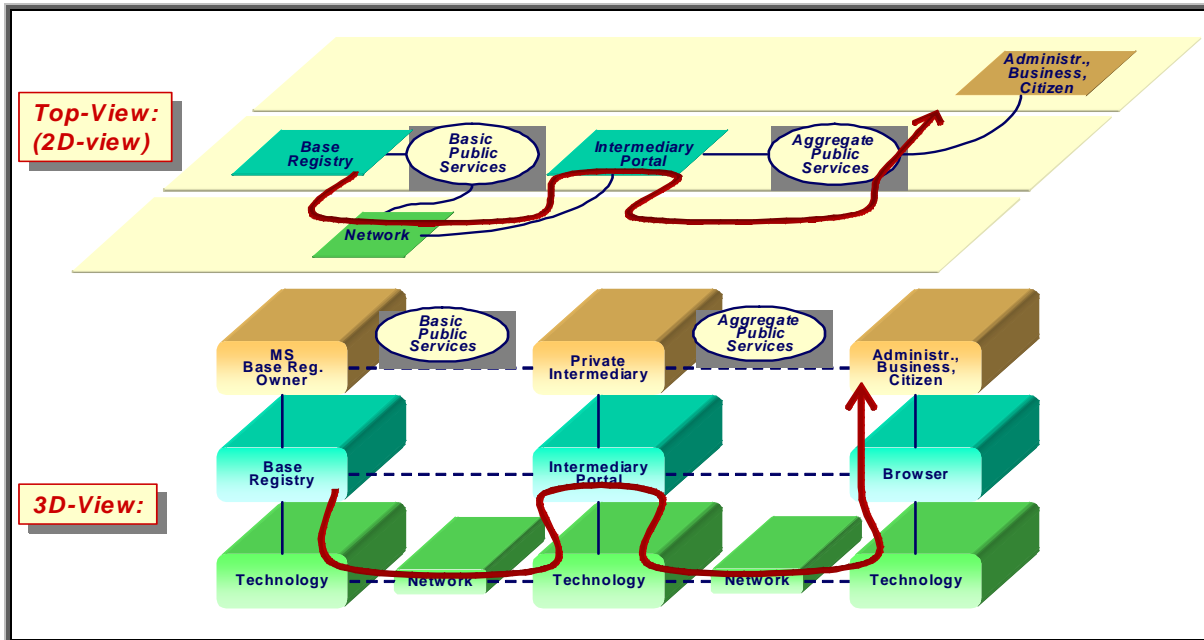 Top-View:
(2D-view)
Administr.,
Business,
Citizen
Base
Registry
Basic
Public
Services
Intermediary
Portal
Aggregate
Public
Services
Network
MS
Base Reg.
Owner
Basic
Public
Services
Private
Intermediary
Aggregate
Public
Services
Administr.,
Business,
Citizen
3D-View:
Base
Registry
Intermediary
Portal
Browser
Technology
Network
Technology
Network
Technology